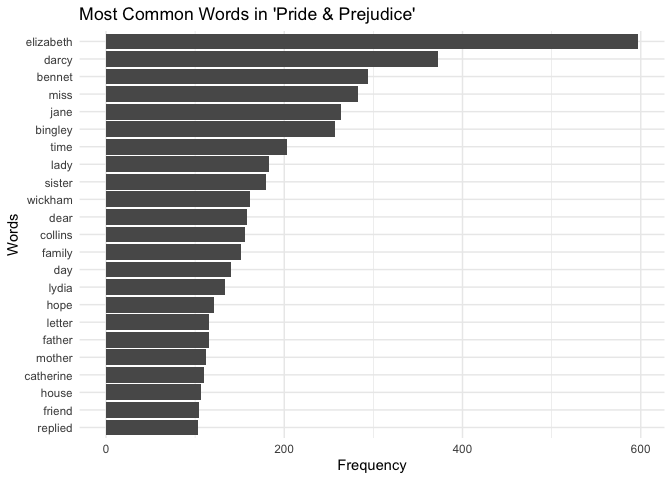 Most Common Words in 'Pride & Prejudice'
elizabeth
darcy
bennet
miss
jane
bingley
time
lady
sister
wickham
dear
collins
family
day
lydia
hope
letter
father
mother
catherine
house
friend
replied
Words
0 200 400 600
Frequency